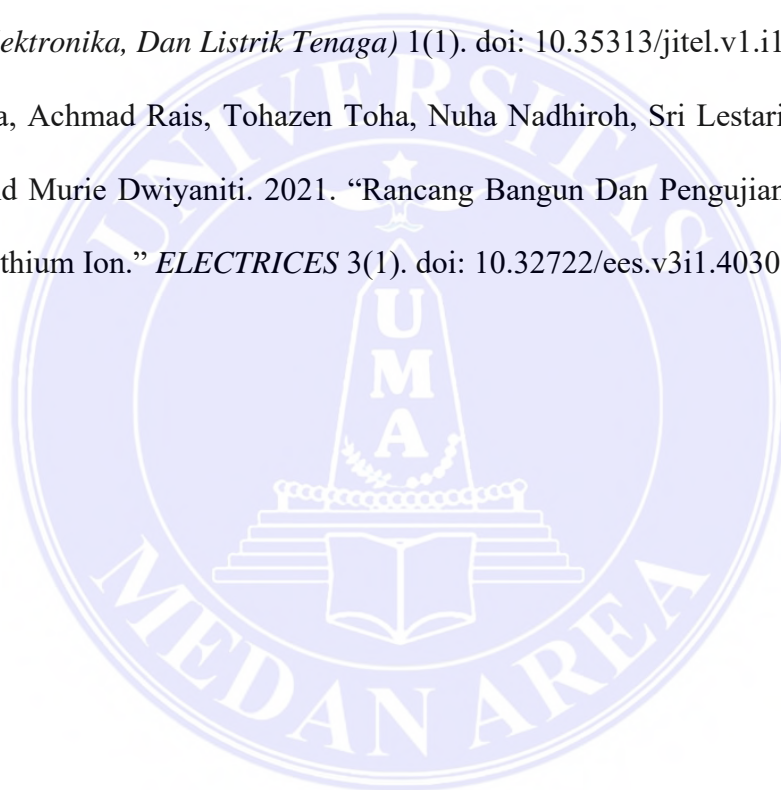 ektronika, Dan Listrik Tenaga) 1(1). doi: 10.35313/jitel.v1.i1
a, Achmad Rais, Tohazen Toha, Nuha Nadhiroh, Sri Lestari
d Murie Dwiyaniti. 2021. “Rancang Bangun Dan Pengujian
thium Ion.” ELECTRICES 3(1). doi: 10.32722/ees.v3i1.4030
UNIVERSITAS
U
M
A
MEDAN AREA